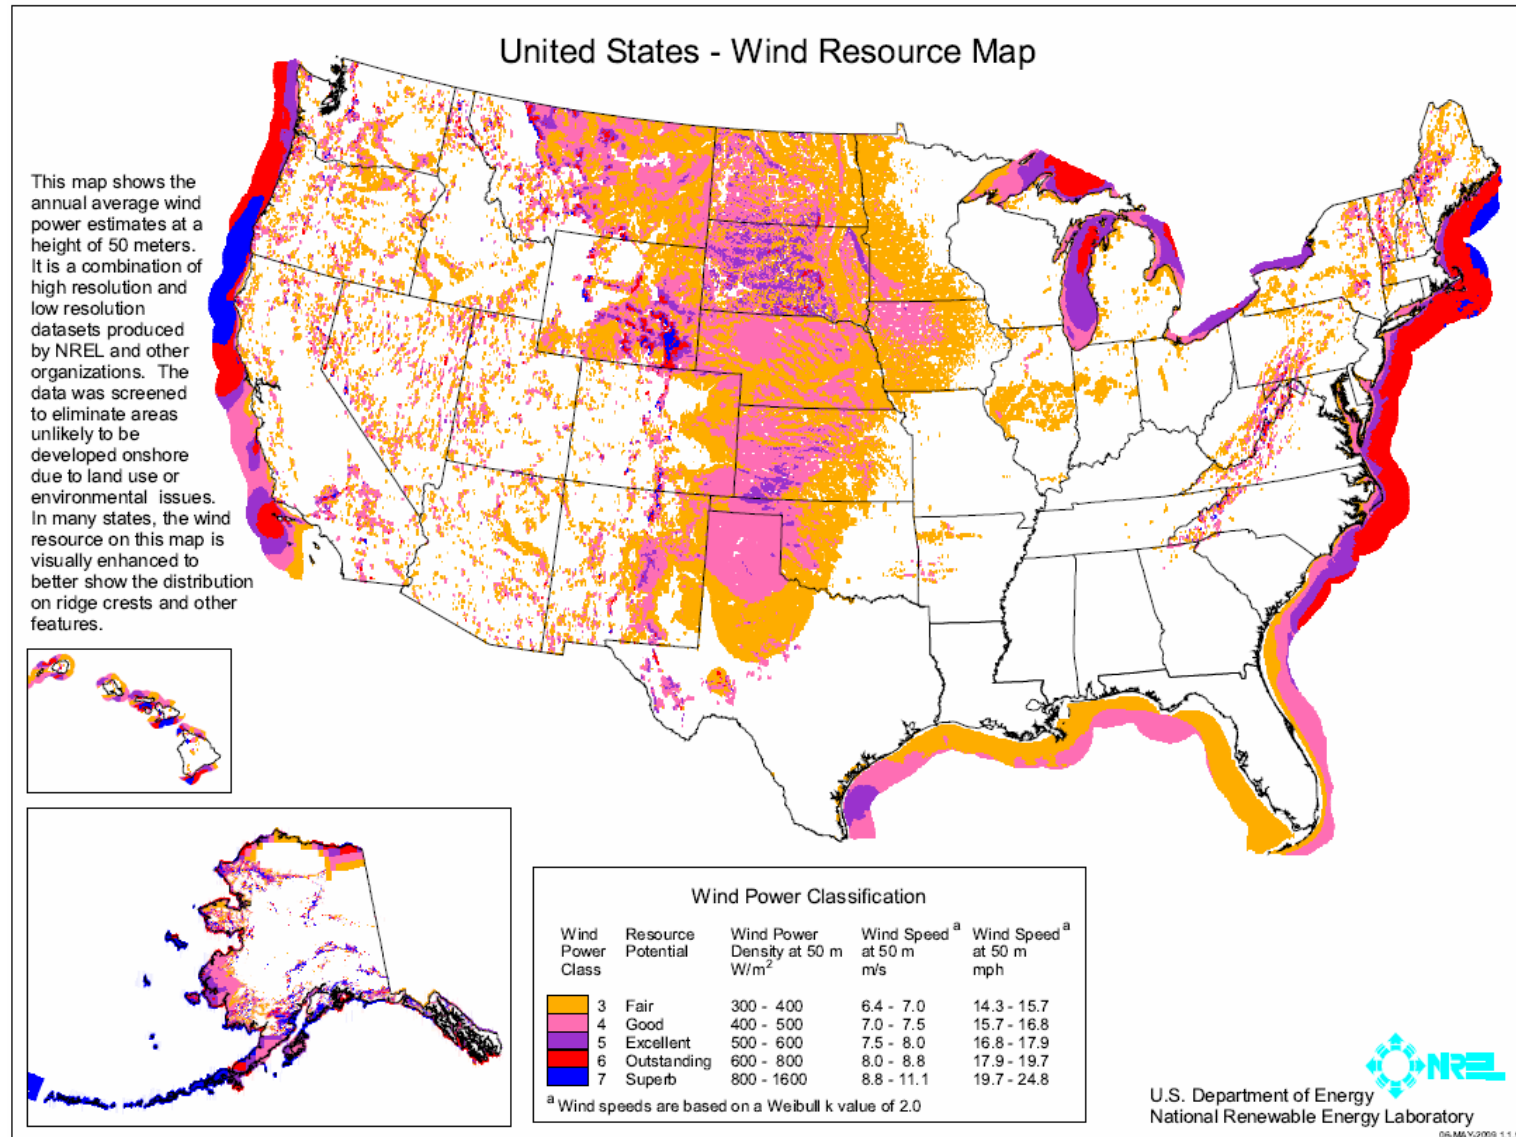 United States - Wind Resource Map
This map shows the
annual average wind
power estimates at a
height of 50 meters.
It is a combination of
high resolution and
low resolution
datasets produced
by NREL and other
organizations. The
data was screened
to eliminate areas
unlikely to be
developed onshore
due to land use or
environmental issues.
In many states, the wind
resource on this map is
visually enhanced to
better show the distribution
on ridge crests and other
features.
Wind Power Classification
Wind Resource Wind Power Wind Speed a Wind Speed a
Power Potential Density at 50 m at 50 m at 50 m
Class W/m2 m/s mph
3 Fair 300 - 400 6.4 - 7.0 14.3 - 15.7
4 Good 400 - 500 7.0 - 7.5 15.7 - 16.8
5 Excellent 500 - 600 7.5 - 8.0 16.8 - 17.9
6 Outstanding 600 - 800 8.0 - 8.8 17.9 - 19.7
7 Superb 800 - 1600 8.8 - 11.1 19.7 - 24.8
a Wind speeds are based on a Weibull k value of 2.0
NREL
U.S. Department of Energy
National Renewable Energy Laboratory